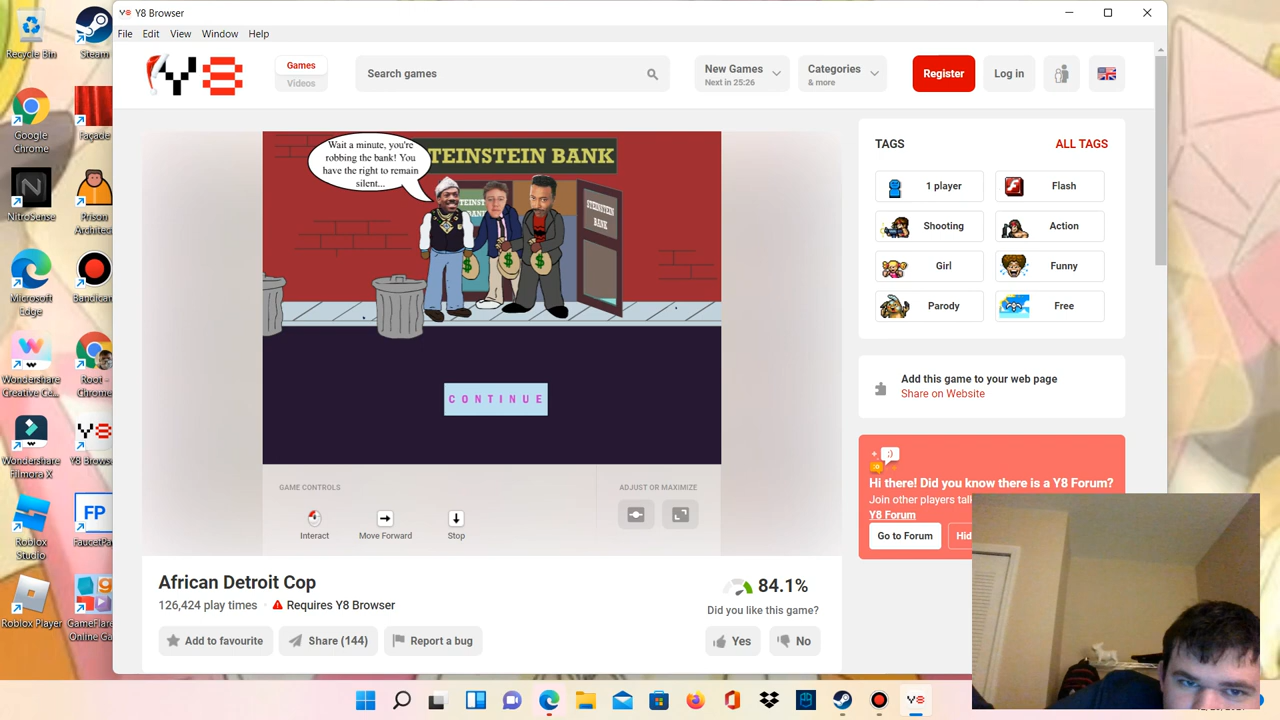 Y8 Browser
File Edit View Window Help
Recycle Bin
Steam
Y8
Games
Videos
Search games
New Games
Next in 25:26
Categories
& more
Register
Log in
Wait a minute, you're
robbing the bank! You
have the right to remain
silent...
TEINSTEIN BANK
STEINSTEIN
BANK
CONTINUE
GAME CONTROLS
ADJUST OR MAXIMIZE
Interact
Move Forward
Stop
African Detroit Cop
126,424 play times
Requires Y8 Browser
84.1%
Did you like this game?
Add to favourite
Share (144)
Report a bug
Yes
No
TAGS
ALL TAGS
1 player
Flash
Shooting
Action
Girl
Funny
Parody
Free
Add this game to your web page
Share on Website
Hi there! Did you know there is a Y8 Forum?
Join other players
Y8 Forum
Go to Forum
Google
Chrome
Façade
NitroSense
Prison
Architec
Microsoft
Edge
Bandicam
Wondershare
Creative Ce...
Root -
Chrome
Wondershare
Filmora X
Y8 Browse
Roblox
Studio
FP
FaucetPa
Roblox Player
GameFlare
Online Ga